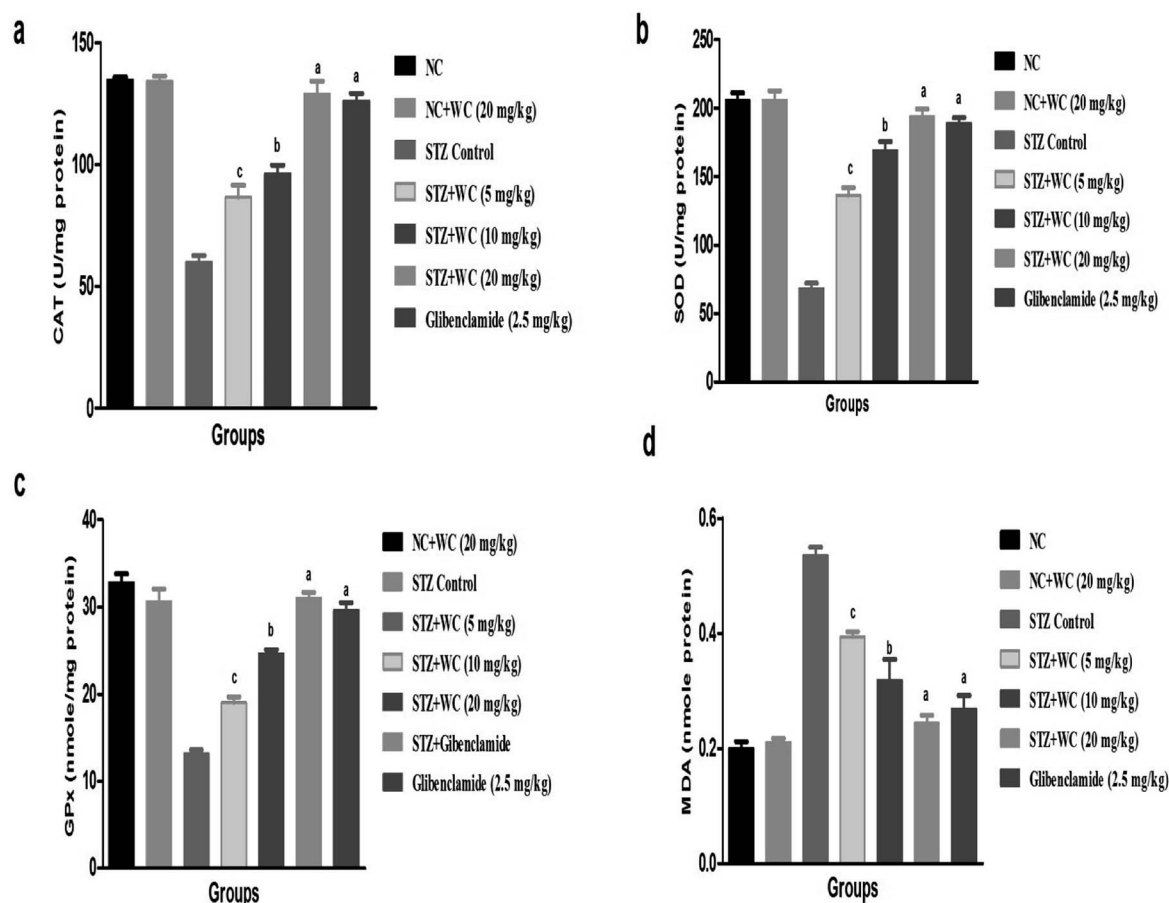 a
150
100
50
0
CAT (U/mg protein)
a
a
b
c
Groups
NC
NC+WC (20 mg/kg)
STZ Control
STZ+WC (5 mg/kg)
STZ+WC (10 mg/kg)
STZ+WC (20 mg/kg)
Glibenclamide (2.5 mg/kg)
b
250
200
150
100
50
0
SOD (U/mg protein)
c
b
a
a
Groups
NC
NC+WC (20 mg/kg)
STZ Control
STZ+WC (5 mg/kg)
STZ+WC (10 mg/kg)
STZ+WC (20 mg/kg)
Glibenclamide (2.5 mg/kg)
c
40
30
20
10
0
GPx (nmole/mg protein)
c
b
a
a
Groups
NC+WC (20 mg/kg)
STZ Control
STZ+WC (5 mg/kg)
STZ+WC (10 mg/kg)
STZ+WC (20 mg/kg)
STZ+Gibenclamide
Glibenclamide (2.5 mg/kg)
d
0.6
0.4
0.2
0.0
MDA (nmole protein)
c
b
a
a
Groups
NC
NC+WC (20 mg/kg)
STZ Control
STZ+WC (5 mg/kg)
STZ+WC (10 mg/kg)
STZ+WC (20 mg/kg)
Glibenclamide (2.5 mg/kg)